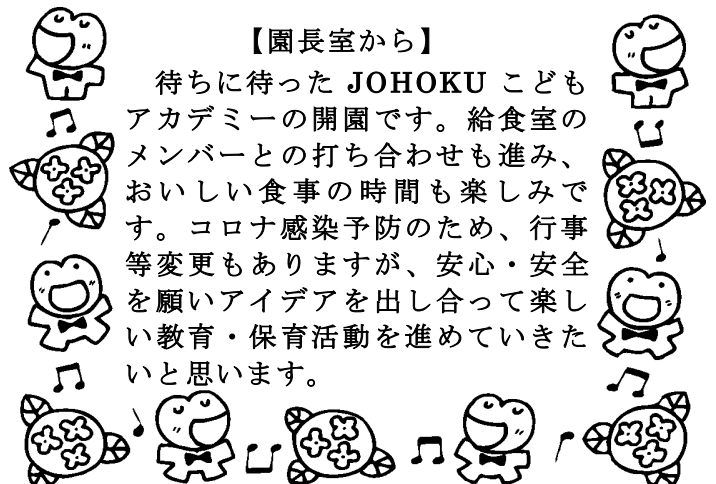 【園長室から】
待ちに待った JOHOKU こども
アカデミーの開園です。給食室の
メンバーとの打ち合わせも進み、
おいしい食事の時間も楽しみで
す。コロナ感染予防のため、行事
等変更もありますが、安心・安全
を願いアイデアを出し合って楽し
い教育・保育活動を進めていきた
いと思います。